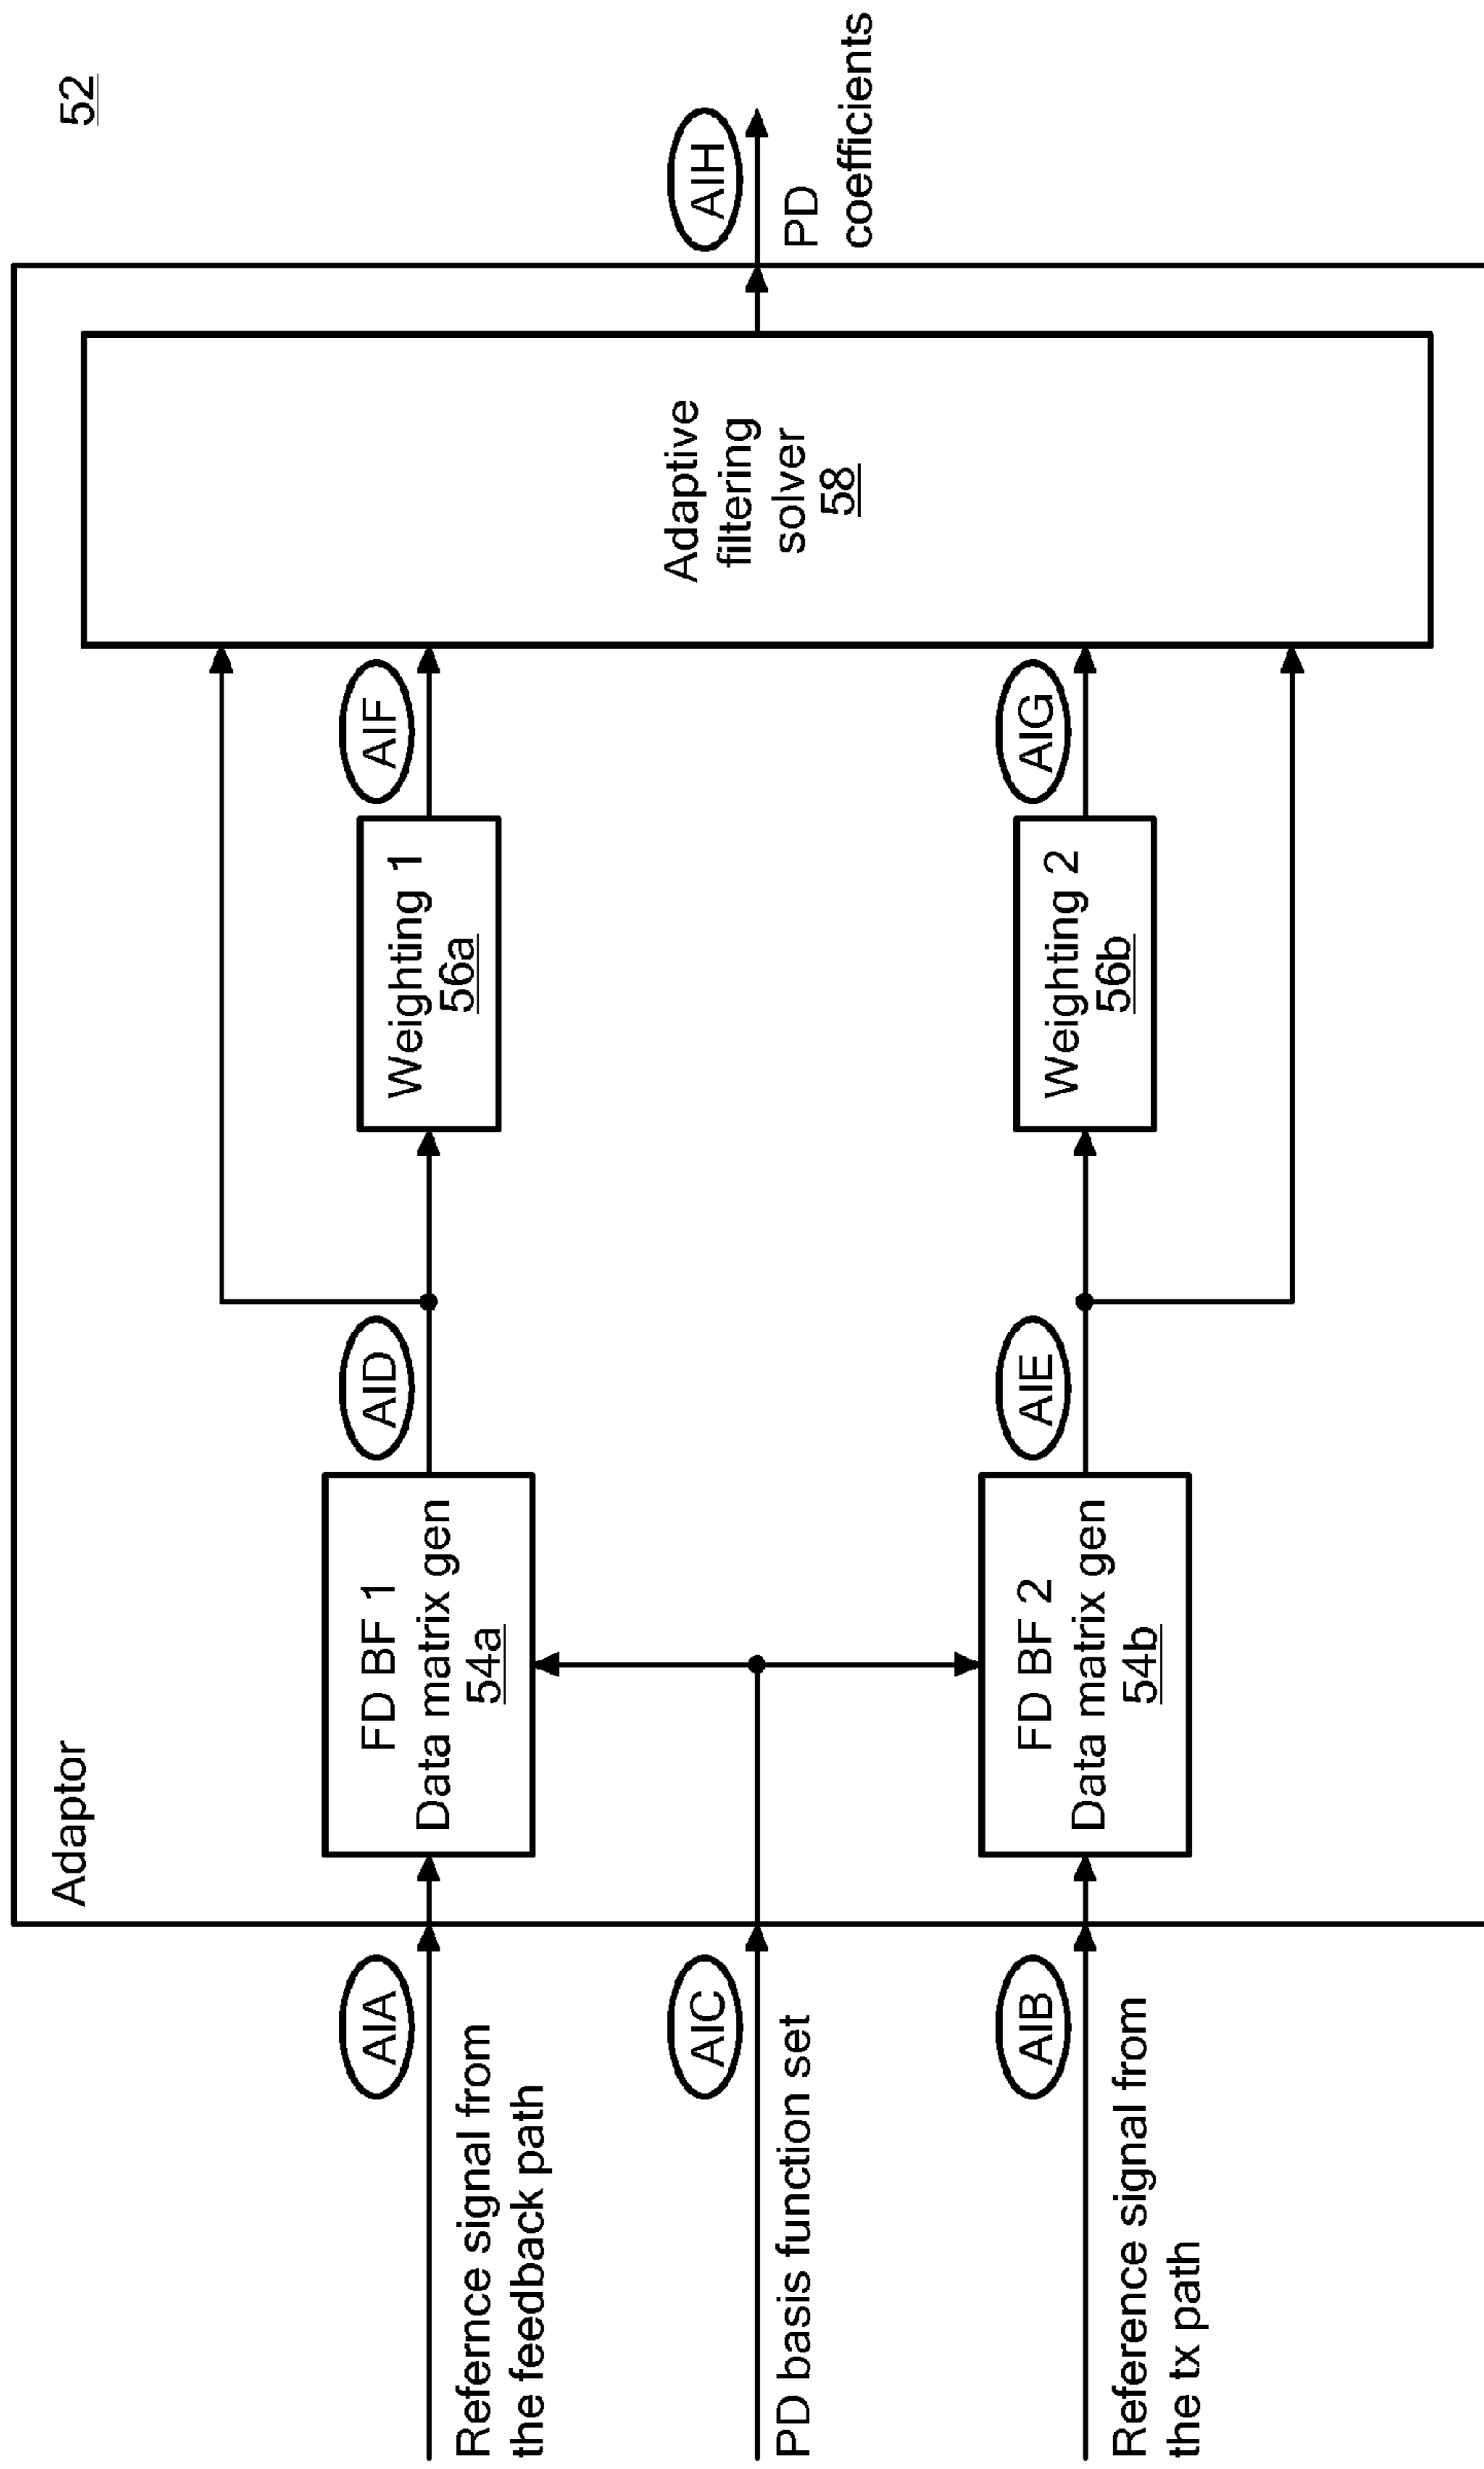 52
Adaptor
AIA
Refernce signal from
the feedback path
AIC
PD basis function set
AIB
Reference signal from
the tx path
FD BF 1
Data matrix gen
54a
FD BF 2
Data matrix gen
54b
AID
AIE
Weighting 1
56a
Weighting 2
56b
AIF
AIG
Adaptive
filtering
solver
58
AIH
PD
coefficients